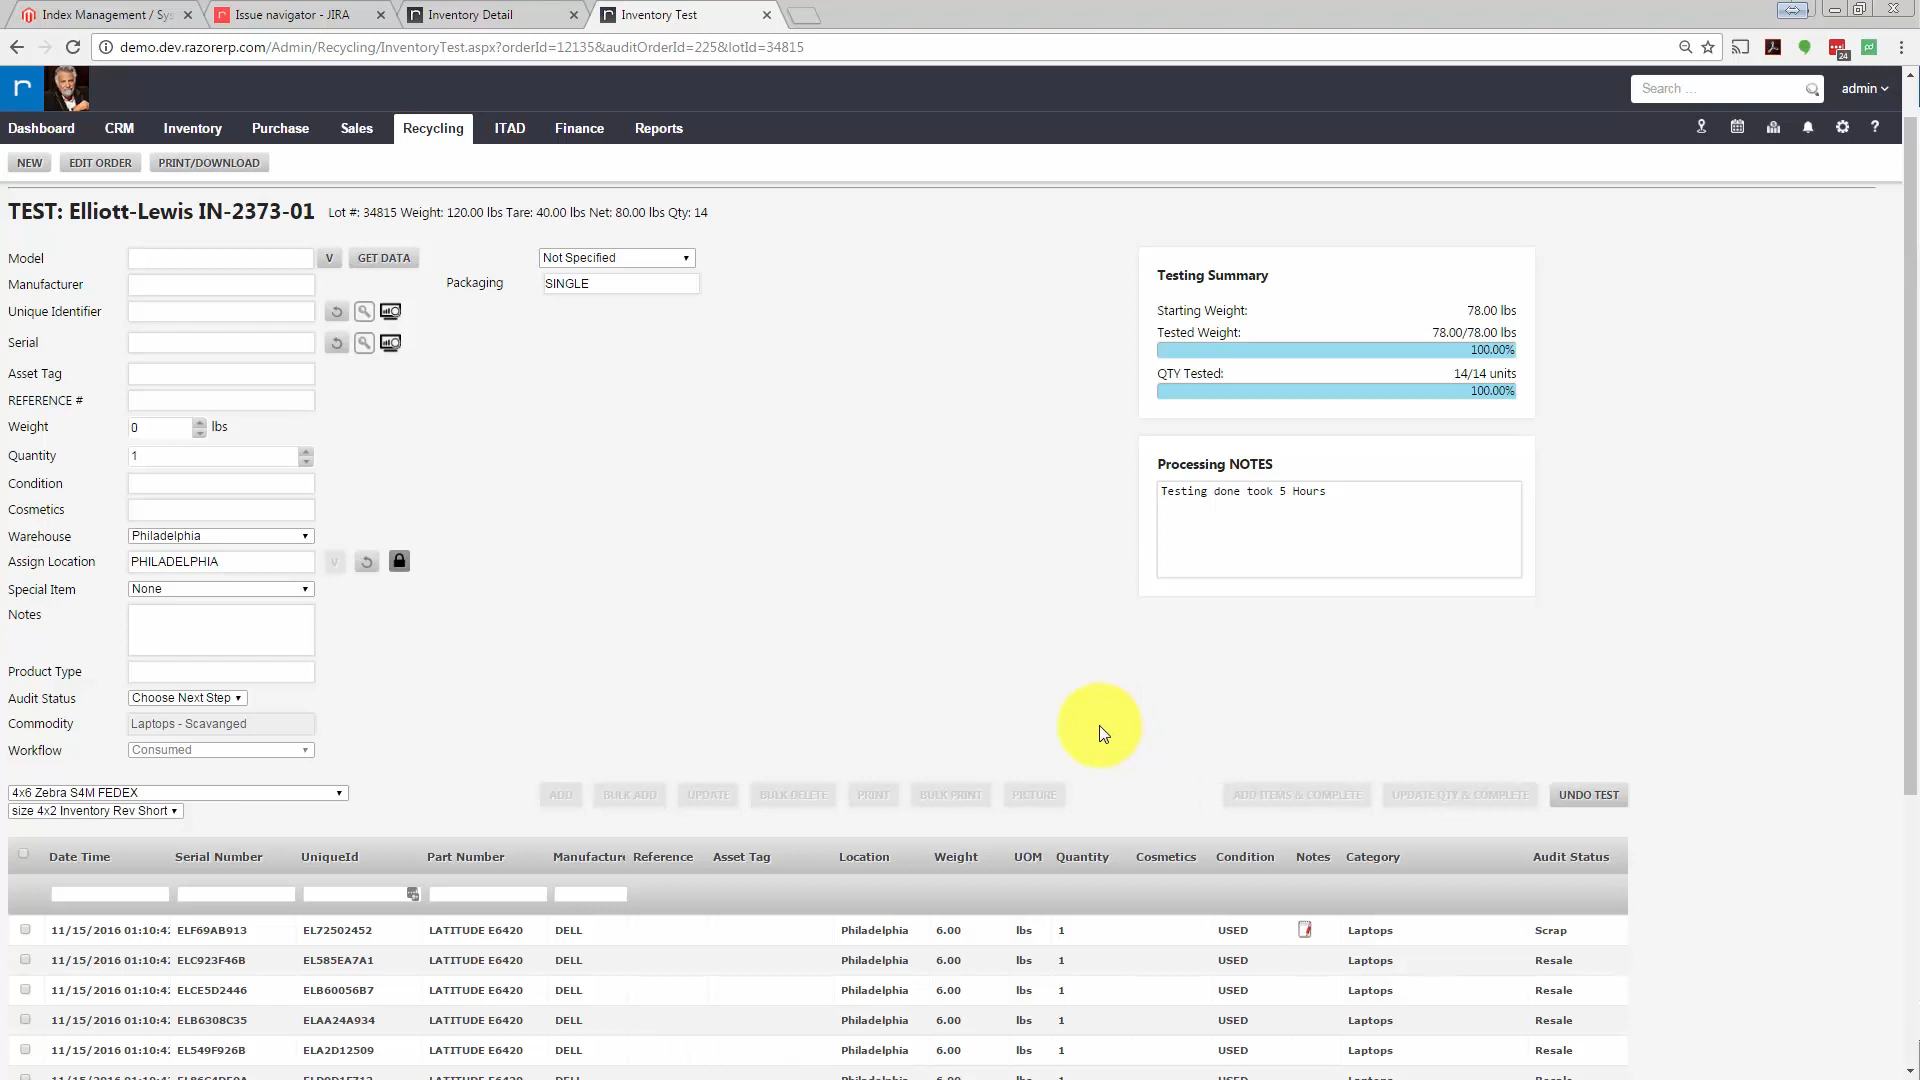 Index Management / Sys
Issue navigator - JIRA
Inventory Detail
Inventory Test
demo.dev.razorerp.com/Admin/Recycling/InventoryTest.aspx?orderId=12135&auditOrderId=225&lotId=34815
24
r
Search ...
admin
Dashboard CRM Inventory Purchase Sales Recycling ITAD Finance Reports
?
NEW EDIT ORDER PRINT/DOWNLOAD
TEST: Elliott-Lewis IN-2373-01 Lot #: 34815 Weight: 120.00 lbs Tare: 40.00 lbs Net: 80.00 lbs Qty: 14
Model V GET DATA Not Specified
Manufacturer
Packaging SINGLE
Unique Identifier
Serial
Asset Tag
REFERENCE #
Weight 0 lbs
Quantity 1
Condition
Cosmetics
Warehouse Philadelphia
Assign Location PHILADELPHIA V
Special Item None
Notes
Product Type
Audit Status Choose Next Step
Commodity Laptops - Scavanged
Workflow Consumed
Testing Summary
Starting Weight: 78.00 lbs
Tested Weight: 78.00/78.00 lbs
100.00%
QTY Tested: 14/14 units
100.00%
Processing NOTES
Testing done took 5 Hours
4x6 Zebra S4M FEDEX
size 4x2 Inventory Rev Short
ADD BULK ADD UPDATE BULK DELETE PRINT BULK PRINT PICTURE ADD ITEMS & COMPLETE UPDATE QTY & COMPLETE UNDO TEST
Date Time Serial Number UniqueId Part Number Manufacture Reference Asset Tag Location Weight UOM Quantity Cosmetics Condition Notes Category Audit Status
11/15/2016 01:10:42 ELF69AB913 EL72502452 LATITUDE E6420 DELL Philadelphia 6.00 lbs 1 USED Laptops Scrap
11/15/2016 01:10:42 ELC923F46B EL585EA7A1 LATITUDE E6420 DELL Philadelphia 6.00 lbs 1 USED Laptops Resale
11/15/2016 01:10:42 ELCE5D2446 ELB60056B7 LATITUDE E6420 DELL Philadelphia 6.00 lbs 1 USED Laptops Resale
11/15/2016 01:10:42 ELB6308C35 ELAA24A934 LATITUDE E6420 DELL Philadelphia 6.00 lbs 1 USED Laptops Resale
11/15/2016 01:10:42 EL549F926B ELA2D12509 LATITUDE E6420 DELL Philadelphia 6.00 lbs 1 USED Laptops Resale